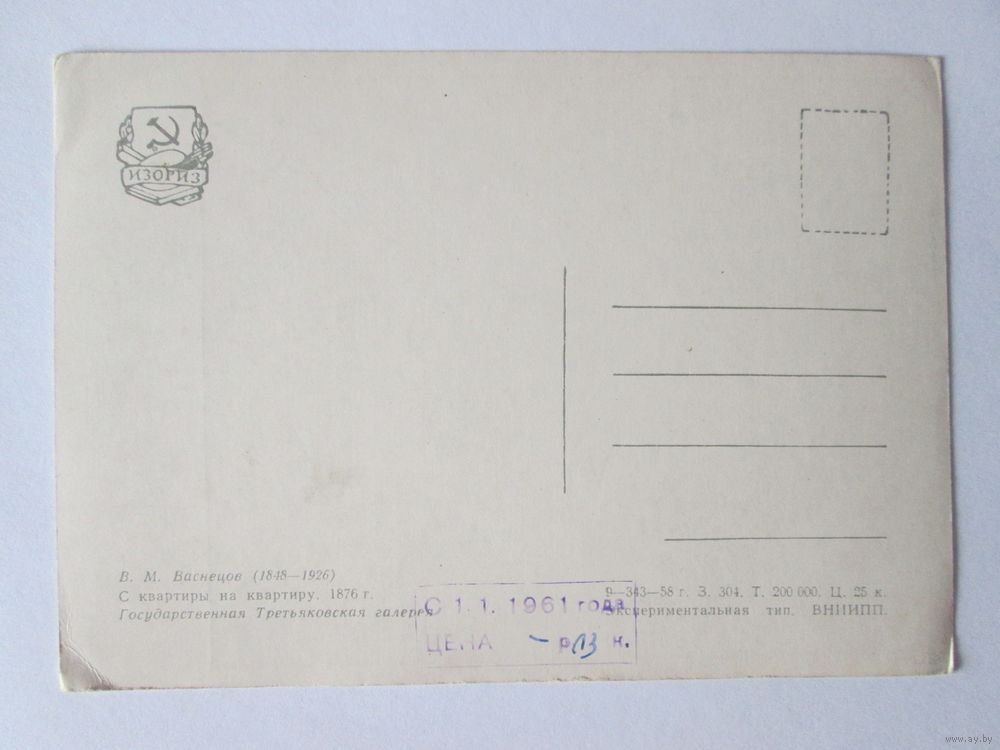 ИЗОГИЗ
В. М. Васнецов (1848—1926)
С квартиры на квартиру. 1876 г.
Государственная Третьяковская галерея
9—343—58 г. З. 304. Т. 200 000. Ц. 25 к.
Экспериментальная тип. ВНИИПП.
С 1. 1. 1961 года
ЦЕНА – р. 13 к.
www.ay.by